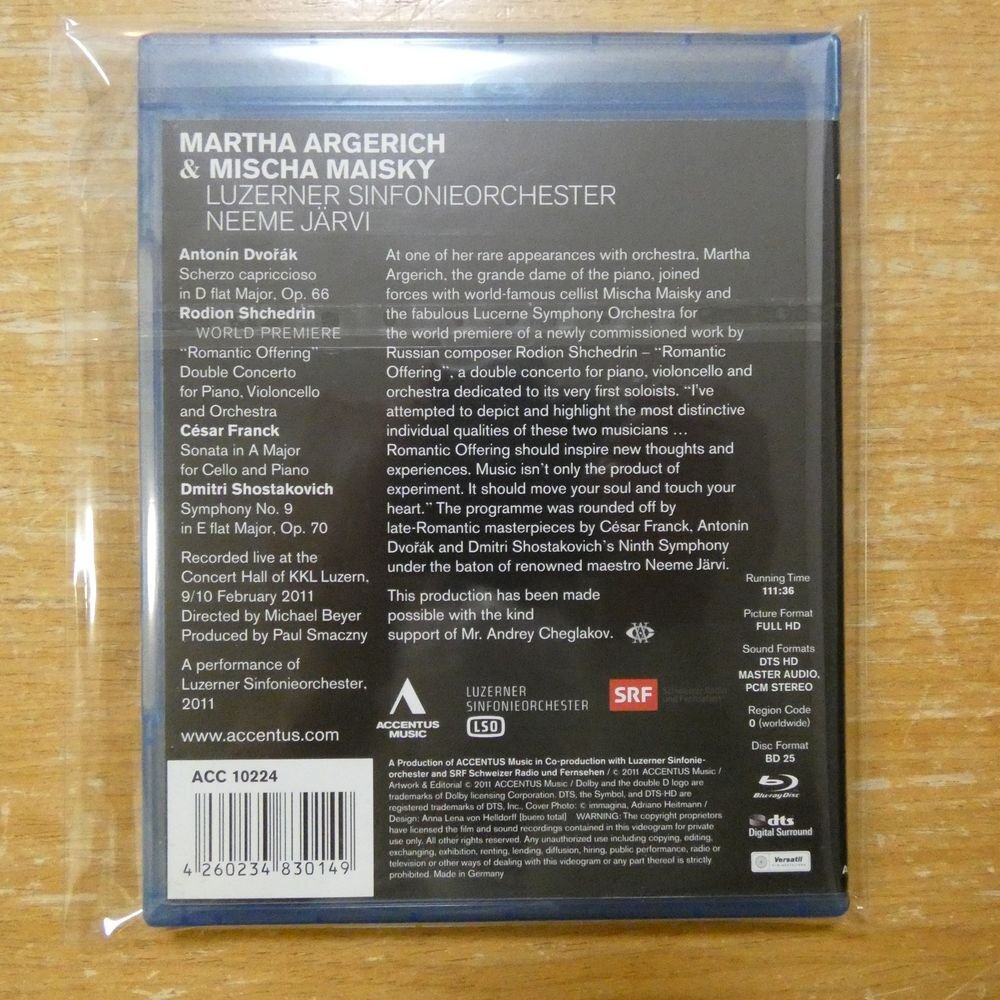 MARTHA ARGERICH
& MISCHA MAISKY
LUZERNER SINFONIEORCHESTER
NEEME JÄRVI
Antonín Dvořák
Scherzo capriccioso
in D flat Major, Op. 66
Rodion Shchedrin
WORLD PREMIERE
“Romantic Offering”
Double Concerto
for Piano, Violoncello
and Orchestra
César Franck
Sonata in A Major
for Cello and Piano
Dmitri Shostakovich
Symphony No. 9
in E flat Major, Op. 70
Recorded live at the
Concert Hall of KKL Luzern,
9/10 February 2011
Directed by Michael Beyer
Produced by Paul Smaczny
A performance of
Luzerner Sinfonieorchester,
2011
www.accentus.com
At one of her rare appearances with orchestra, Martha
Argerich, the grande dame of the piano, joined
forces with world-famous cellist Mischa Maisky and
the fabulous Lucerne Symphony Orchestra for
the world premiere of a newly commissioned work by
Russian composer Rodion Shchedrin – “Romantic
Offering”, a double concerto for piano, violoncello and
orchestra dedicated to its very first soloists. “I’ve
attempted to depict and highlight the most distinctive
individual qualities of these two musicians ...
Romantic Offering should inspire new thoughts and
experiences. Music isn’t only the product of
experiment. It should move your soul and touch your
heart.” The programme was rounded off by
late-Romantic masterpieces by César Franck, Antonín
Dvořák and Dmitri Shostakovich’s Ninth Symphony
under the baton of renowned maestro Neeme Järvi.
This production has been made
possible with the kind
support of Mr. Andrey Cheglakov.
Running Time
111:36
Picture Format
FULL HD
Sound Formats
DTS HD
MASTER AUDIO,
PCM STEREO
Region Code
0 (worldwide)
Disc Format
BD 25
Blu-ray Disc
dts
Digital Surround
Versatil
ACCENTUS
MUSIC
LUZERNER
SINFONIEORCHESTER
LSO
SRF
Schweizer Radio
und Fernsehen
A Production of ACCENTUS Music in Co-production with Luzerner Sinfonie-
orchester and SRF Schweizer Radio und Fernsehen / © 2011 ACCENTUS Music /
Artwork & Editorial © 2011 ACCENTUS Music / Dolby and the double D logo are
trademarks of Dolby licensing Corporation. DTS, the Symbol, and DTS-HD are
registered trademarks of DTS, Inc., Cover Photo: © immagina, Adriano Heitmann /
Design: Anna Lena von Helldorff [buero total] WARNING: The copyright proprietors
have licensed the film and sound recordings contained in this videogram for private
use only. All other rights reserved. Any unauthorized use including copying, editing,
exchanging, exhibition, renting, lending, diffusion, hiring, public performance, radio or
television or other ways of dealing with this videogram or any part thereof is strictly
prohibited. Made in Germany
ACC 10224
4 260234 830149